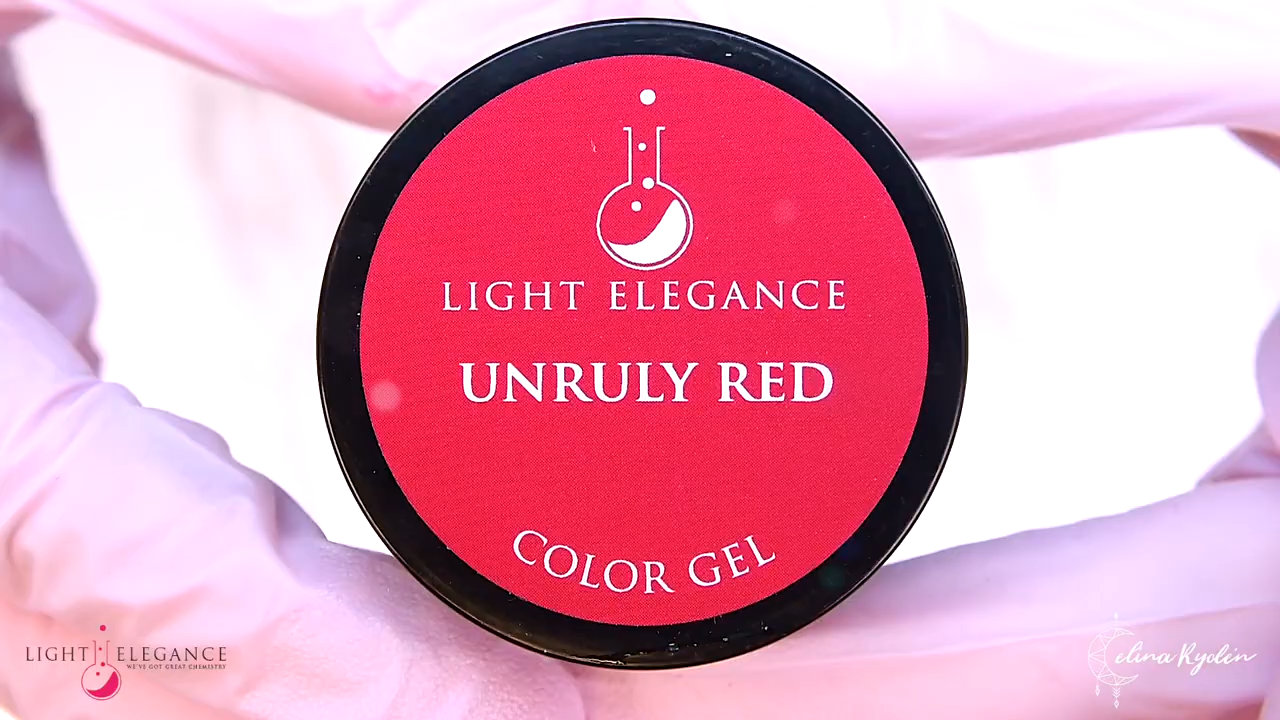 LIGHT ELEGANCE
UNRULY RED
COLOR GEL
LIGHT ELEGANCE
WE'VE GOT GREAT CHEMISTRY
Celina Rydén